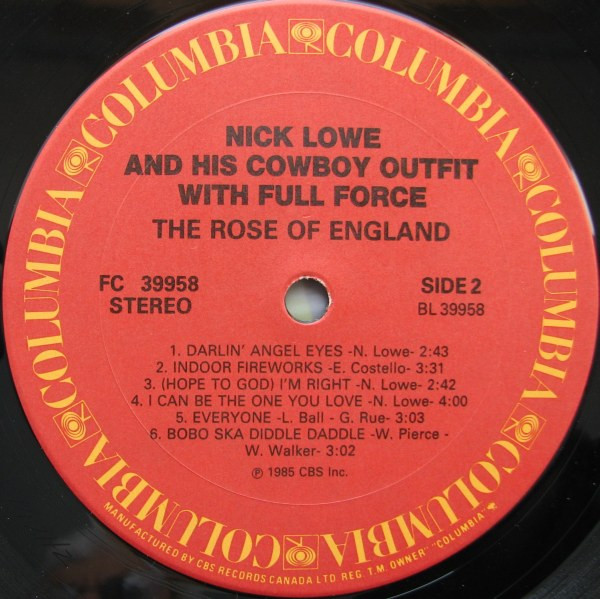 COLUMBIA COLUMBIA COLUMBIA COLUMBIA COLUMBIA COLUMBIA
NICK LOWE
AND HIS COWBOY OUTFIT
WITH FULL FORCE
THE ROSE OF ENGLAND
FC 39958
STEREO
SIDE 2
BL 39958
1. DARLIN' ANGEL EYES -N. Lowe- 2:43
2. INDOOR FIREWORKS -E. Costello- 3:31
3. (HOPE TO GOD) I'M RIGHT -N. Lowe- 2:42
4. I CAN BE THE ONE YOU LOVE -N. Lowe- 4:00
5. EVERYONE -L. Ball - G. Rue- 3:03
6. BOBO SKA DIDDLE DADDLE -W. Pierce -
W. Walker- 3:02
℗ 1985 CBS Inc.
MANUFACTURED BY CBS RECORDS CANADA LTD REG. T.M. OWNER "COLUMBIA"